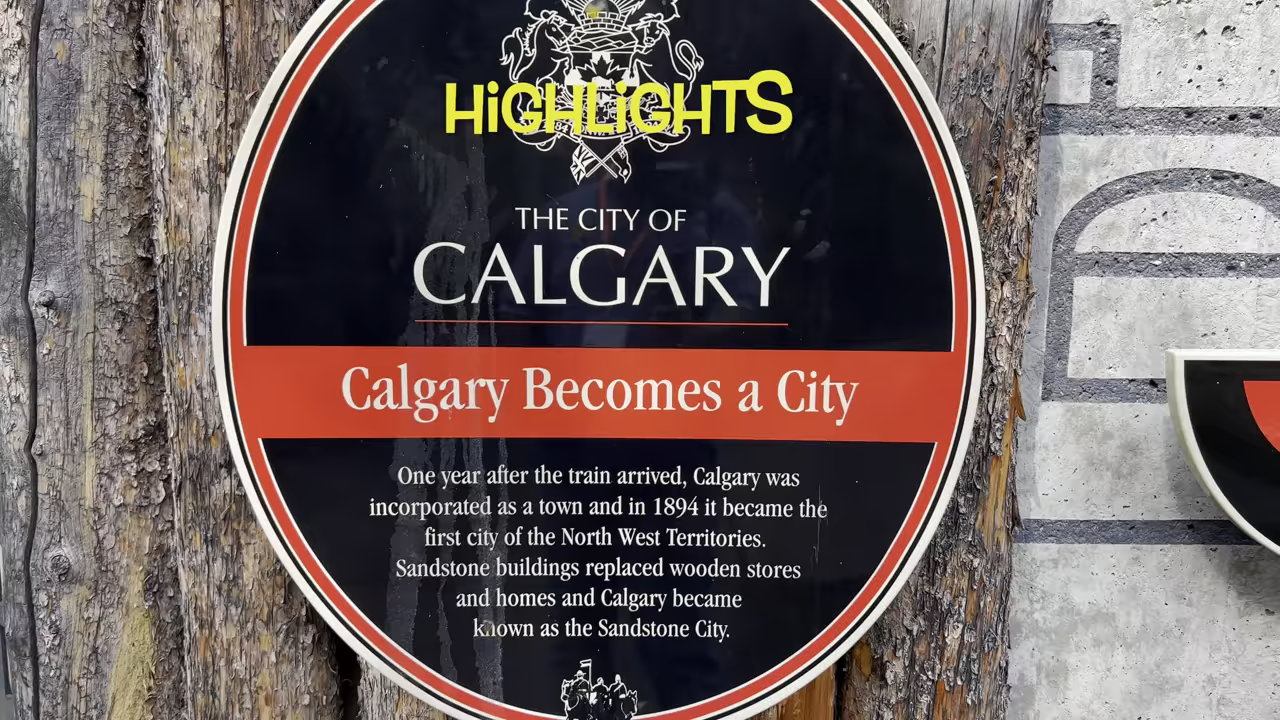 HiGHLiGHTS
THE CITY OF
CALGARY
Calgary Becomes a City
One year after the train arrived, Calgary was
incorporated as a town and in 1894 it became the
first city of the North West Territories.
Sandstone buildings replaced wooden stores
and homes and Calgary became
known as the Sandstone City.